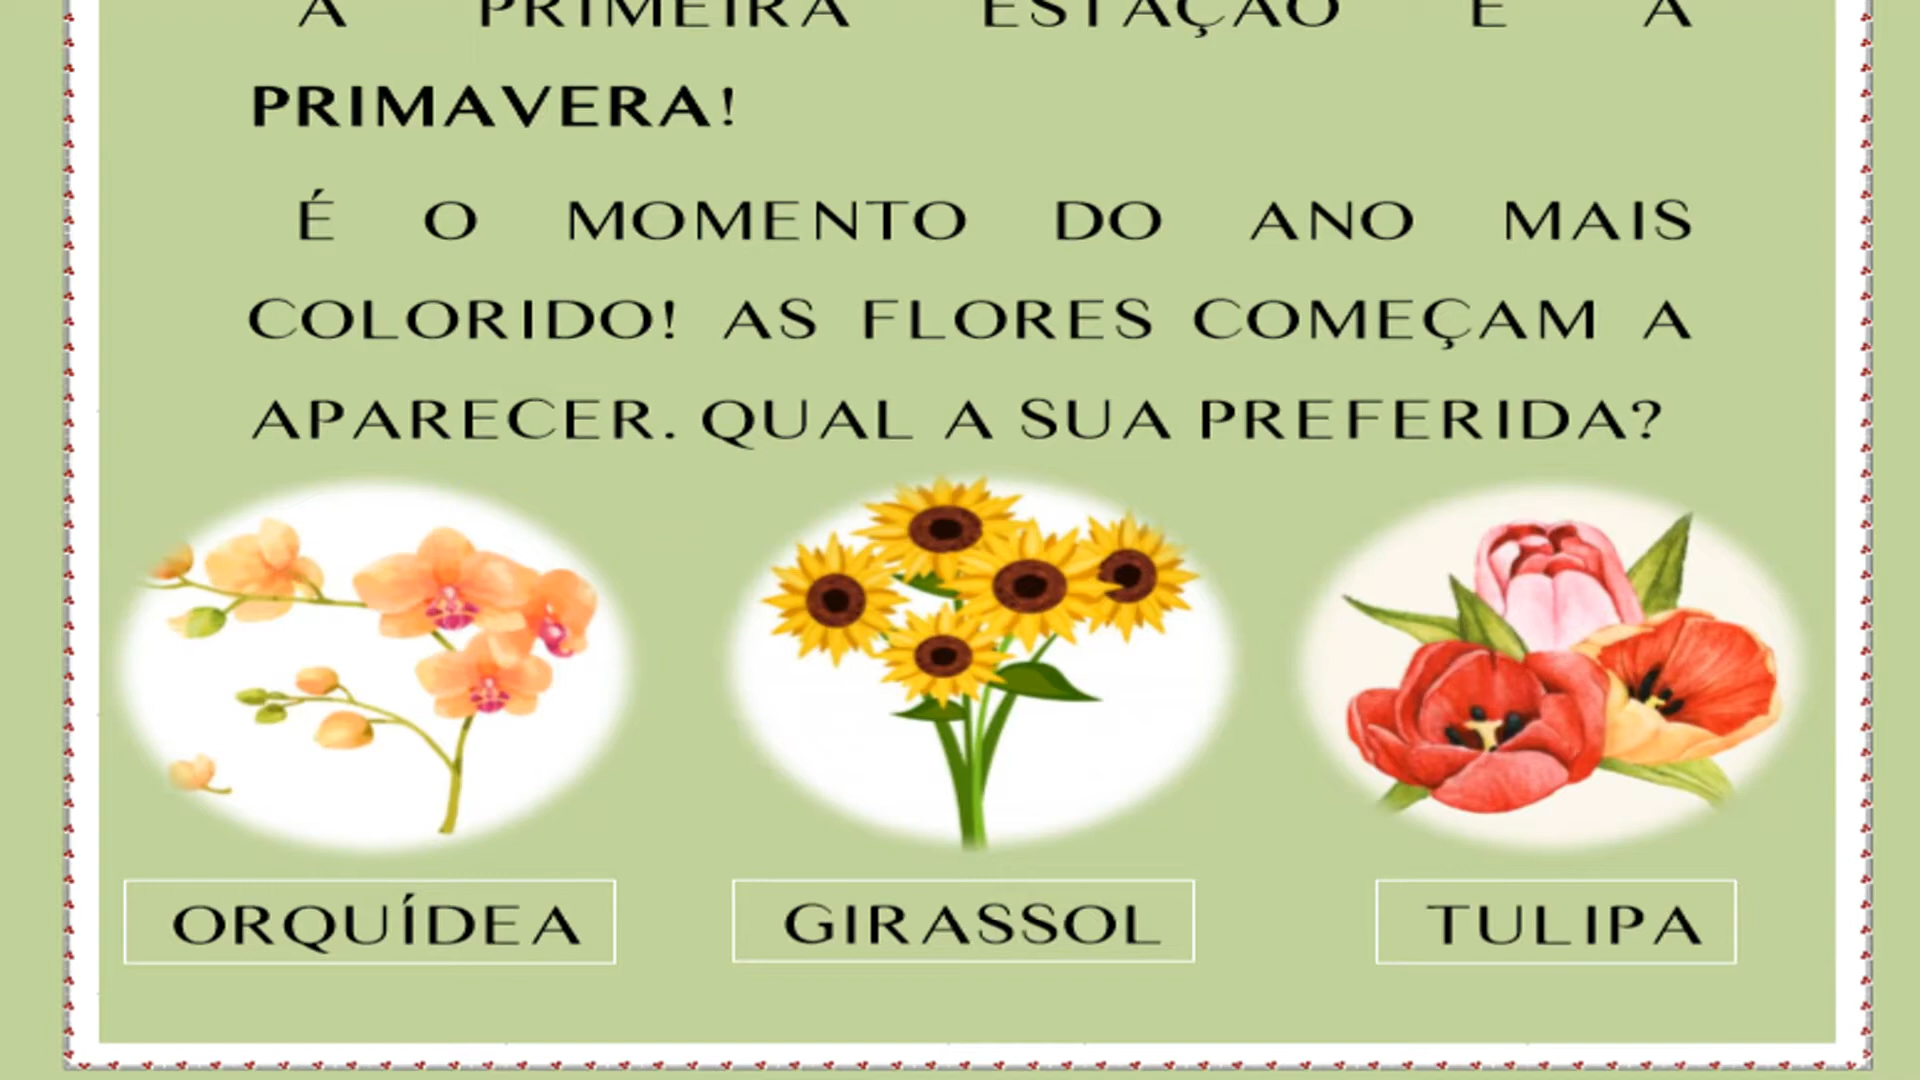 A PRIMEIRA ESTAÇÃO É A
PRIMAVERA!
É O MOMENTO DO ANO MAIS
COLORIDO! AS FLORES COMEÇAM A
APARECER. QUAL A SUA PREFERIDA?
ORQUÍDEA
GIRASSOL
TULIPA